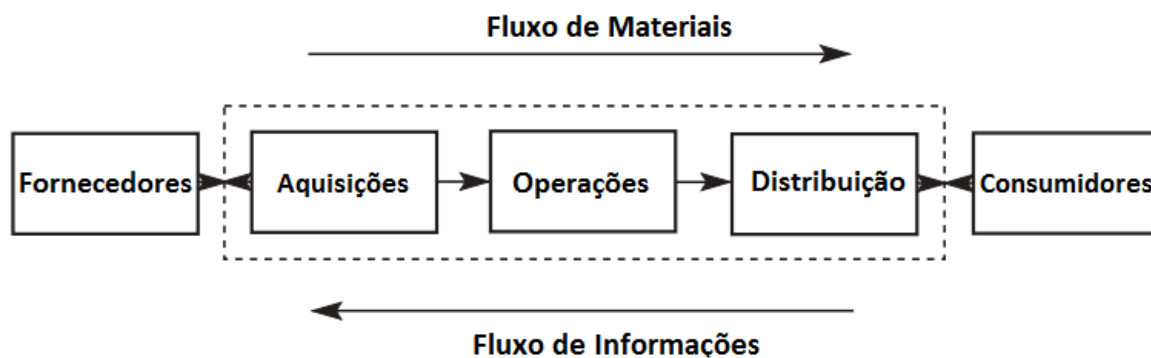 Fluxo de Materiais
Fornecedores
Aquisições
Operações
Distribuição
Consumidores
Fluxo de Informações